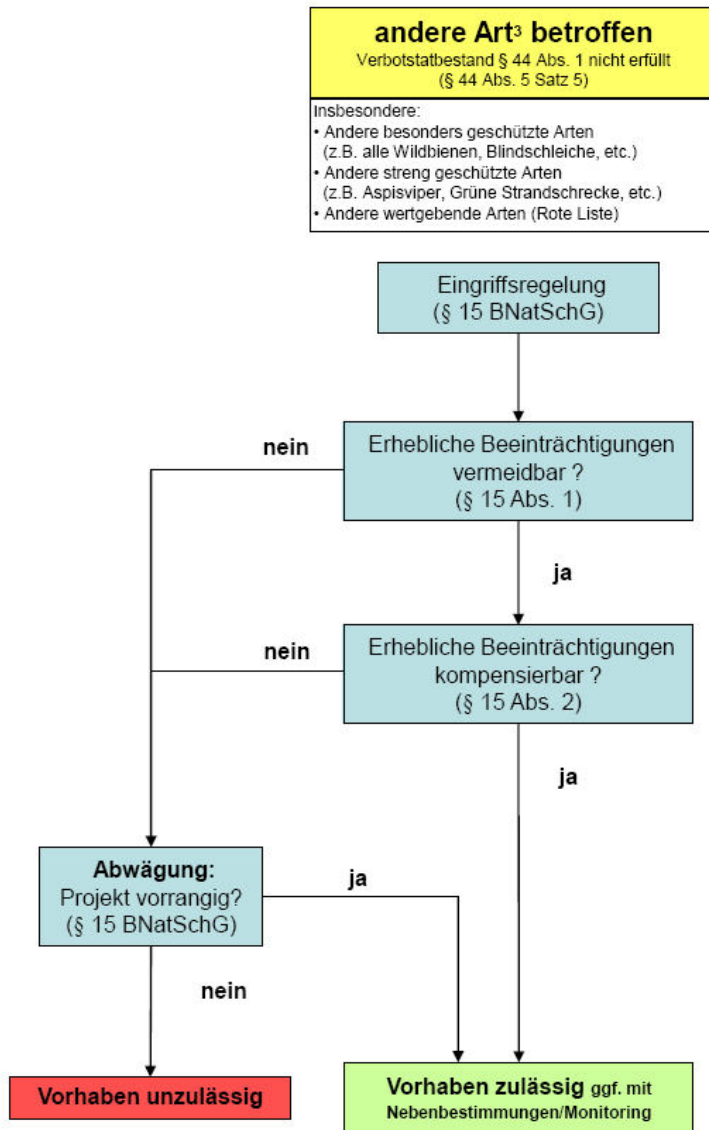 andere Art³ betroffen
Verbotstatbestand § 44 Abs. 1 nicht erfüllt
(§ 44 Abs. 5 Satz 5)
Insbesondere:
• Andere besonders geschützte Arten
(z.B. alle Wildbienen, Blindschleiche, etc.)
• Andere streng geschützte Arten
(z.B. Aspisviper, Grüne Strandschrecke, etc.)
• Andere wertgebende Arten (Rote Liste)
Eingriffsregelung
(§ 15 BNatSchG)
nein
Erhebliche Beeinträchtigungen
vermeidbar ?
(§ 15 Abs. 1)
ja
nein
Erhebliche Beeinträchtigungen
kompensierbar ?
(§ 15 Abs. 2)
ja
Abwägung:
Projekt vorrangig?
(§ 15 BNatSchG)
ja
nein
Vorhaben unzulässig
Vorhaben zulässig ggf. mit
Nebenbestimmungen/Monitoring